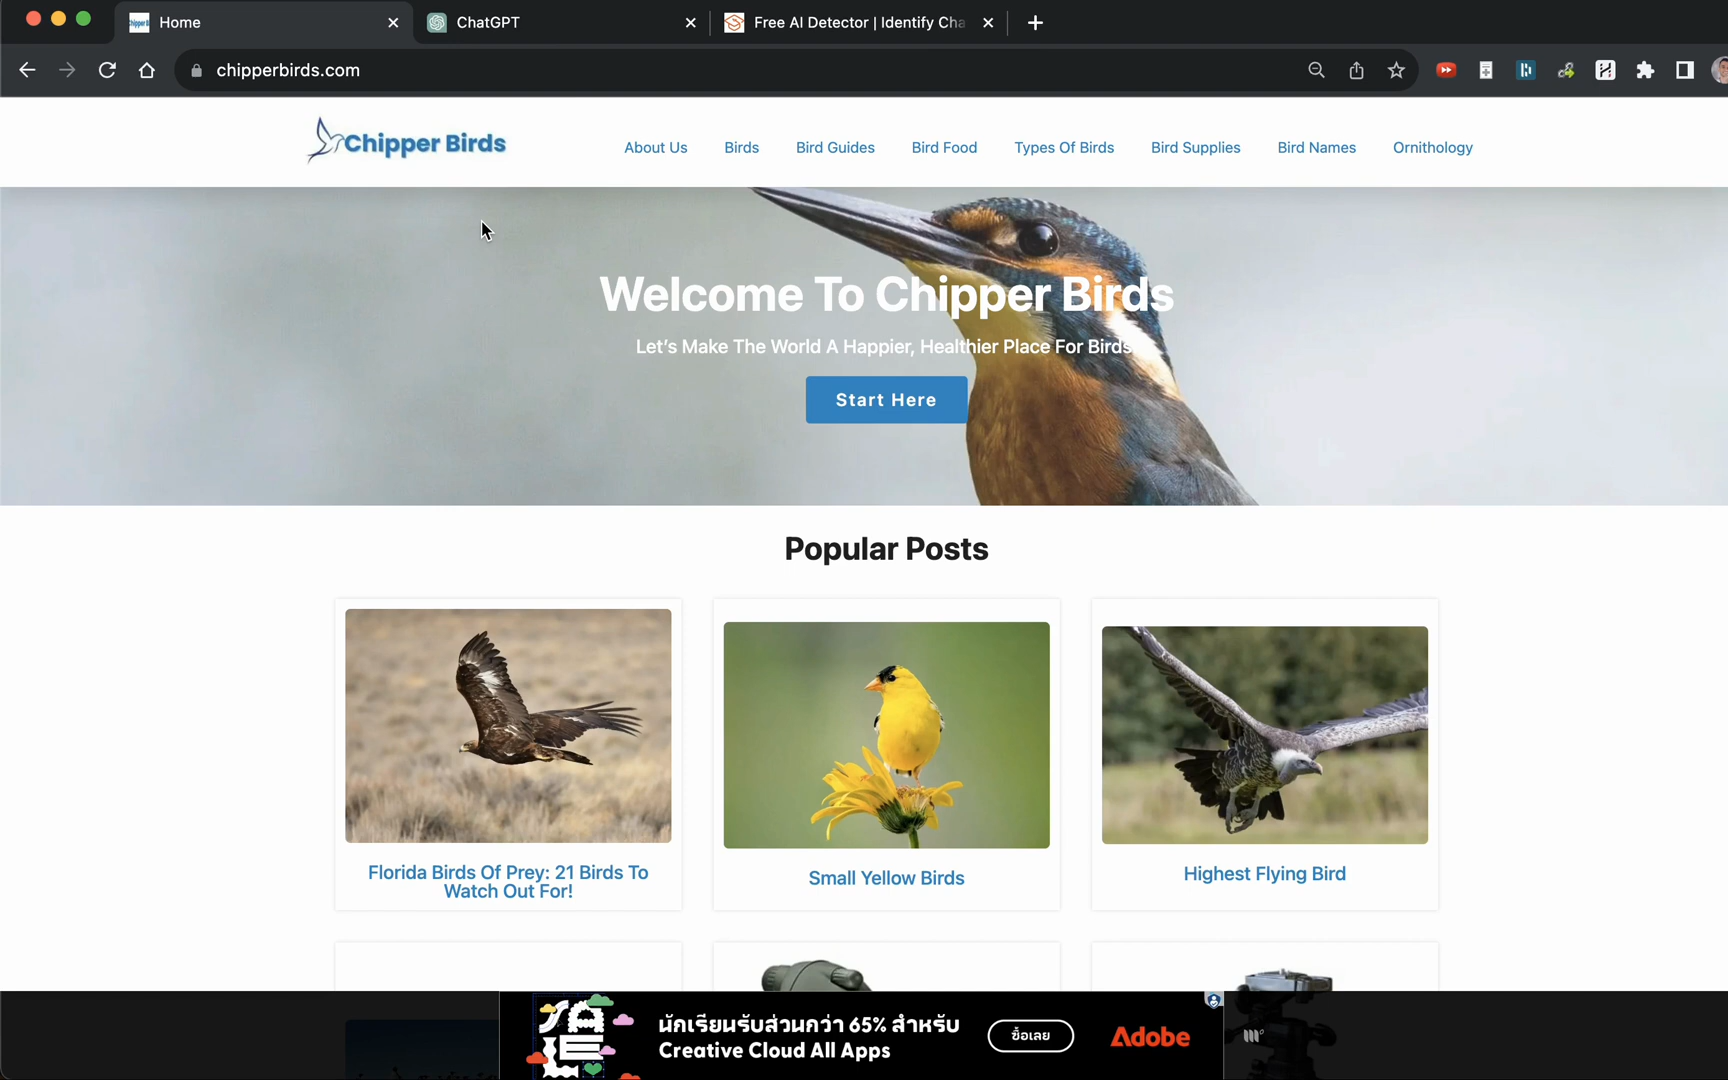 Home
ChatGPT
Free AI Detector | Identify Cha
chipperbirds.com
Chipper Birds
About Us
Birds
Bird Guides
Bird Food
Types Of Birds
Bird Supplies
Bird Names
Ornithology
Welcome To Chipper Birds
Let's Make The World A Happier, Healthier Place For Birds
Start Here
Popular Posts
Florida Birds Of Prey: 21 Birds To
Watch Out For!
Small Yellow Birds
Highest Flying Bird
SALE
นักเรียนรับส่วนกว่า 65% สำหรับ
Creative Cloud All Apps
ซื้อเลย
Adobe